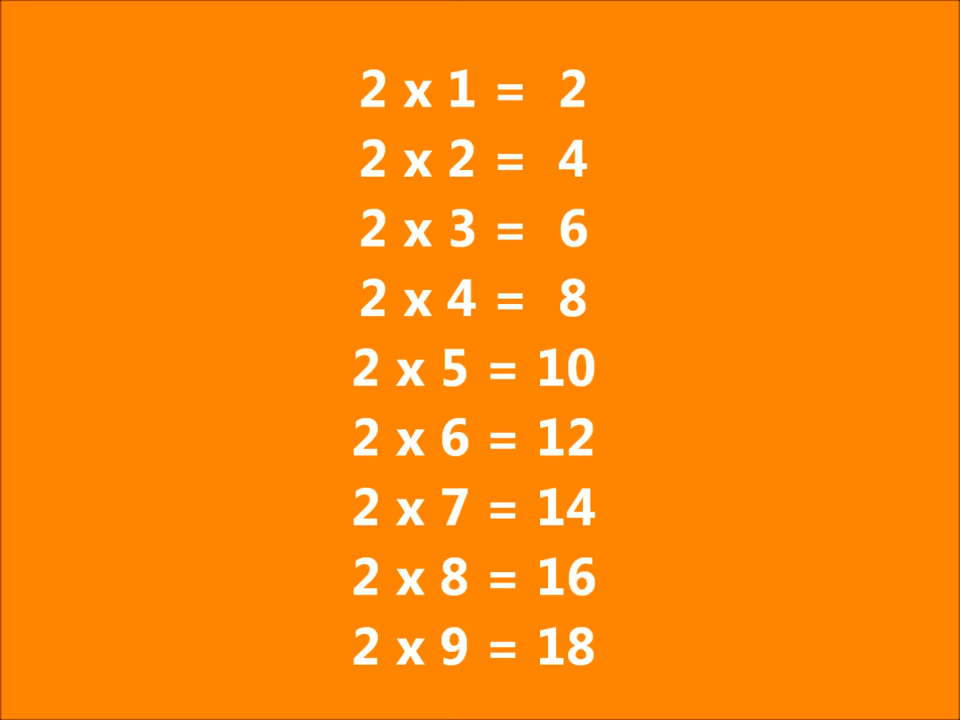 2 x 1 = 2
2 x 2 = 4
2 x 3 = 6
2 x 4 = 8
2 x 5 = 10
2 x 6 = 12
2 x 7 = 14
2 x 8 = 16
2 x 9 = 18